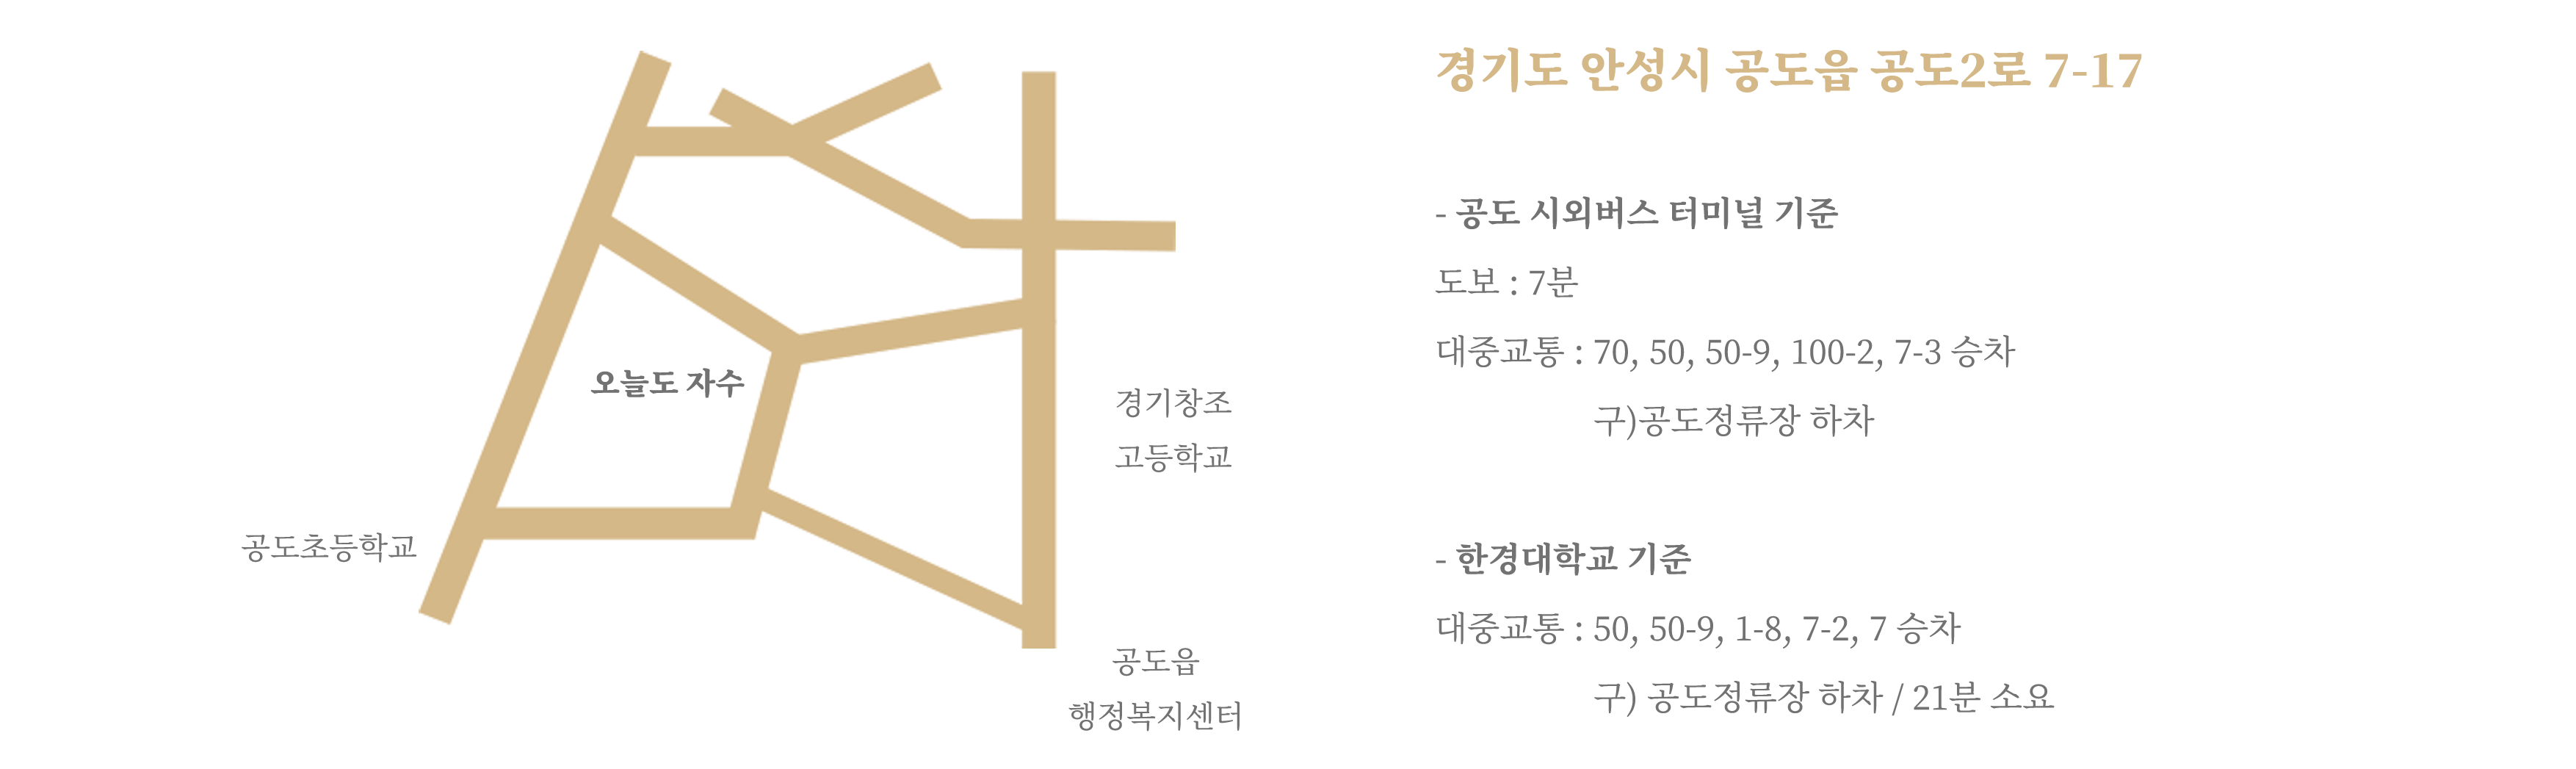 오늘도 자수
공도초등학교
경기창조
고등학교
공도읍
행정복지센터
경기도 안성시 공도읍 공도2로 7-17
- 공도 시외버스 터미널 기준
도보 : 7분
대중교통 : 70, 50, 50-9, 100-2, 7-3 승차
구)공도정류장 하차
- 한경대학교 기준
대중교통 : 50, 50-9, 1-8, 7-2, 7 승차
구) 공도정류장 하차 / 21분 소요